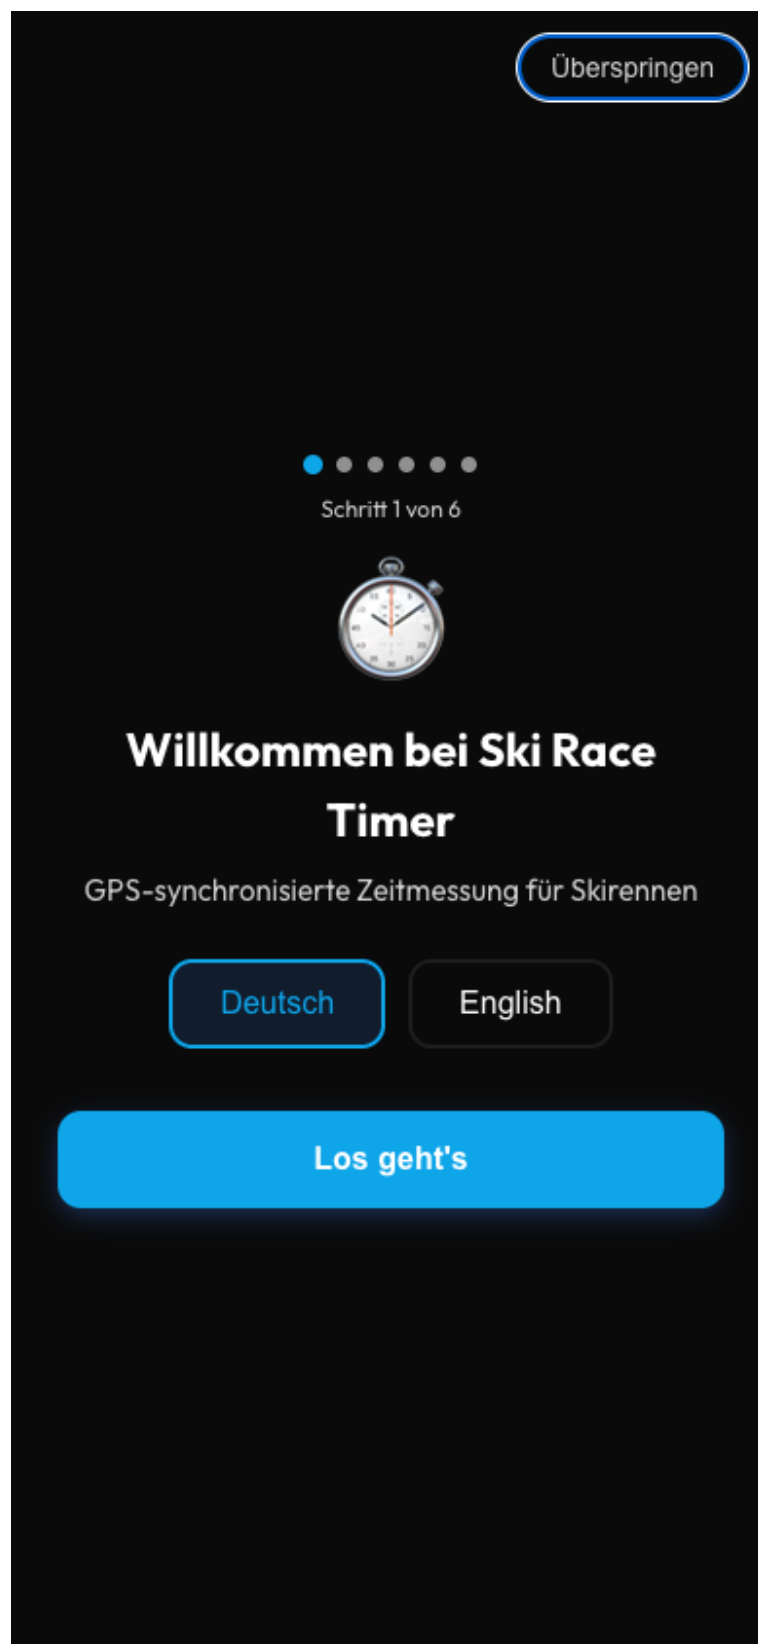 Überspringen
Schritt 1 von 6
Willkommen bei Ski Race
Timer
GPS-synchronisierte Zeitmessung für Skirennen
Deutsch
English
Los geht's